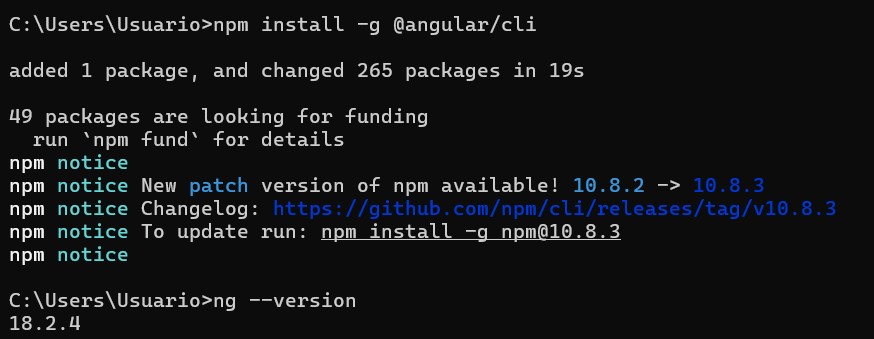 C:\Users\Usuario>npm install -g @angular/cli
added 1 package, and changed 265 packages in 19s
49 packages are looking for funding
  run `npm fund` for details
npm notice
npm notice New patch version of npm available! 10.8.2 -> 10.8.3
npm notice Changelog: https://github.com/npm/cli/releases/tag/v10.8.3
npm notice To update run: npm install -g npm@10.8.3
npm notice
C:\Users\Usuario>ng --version
18.2.4